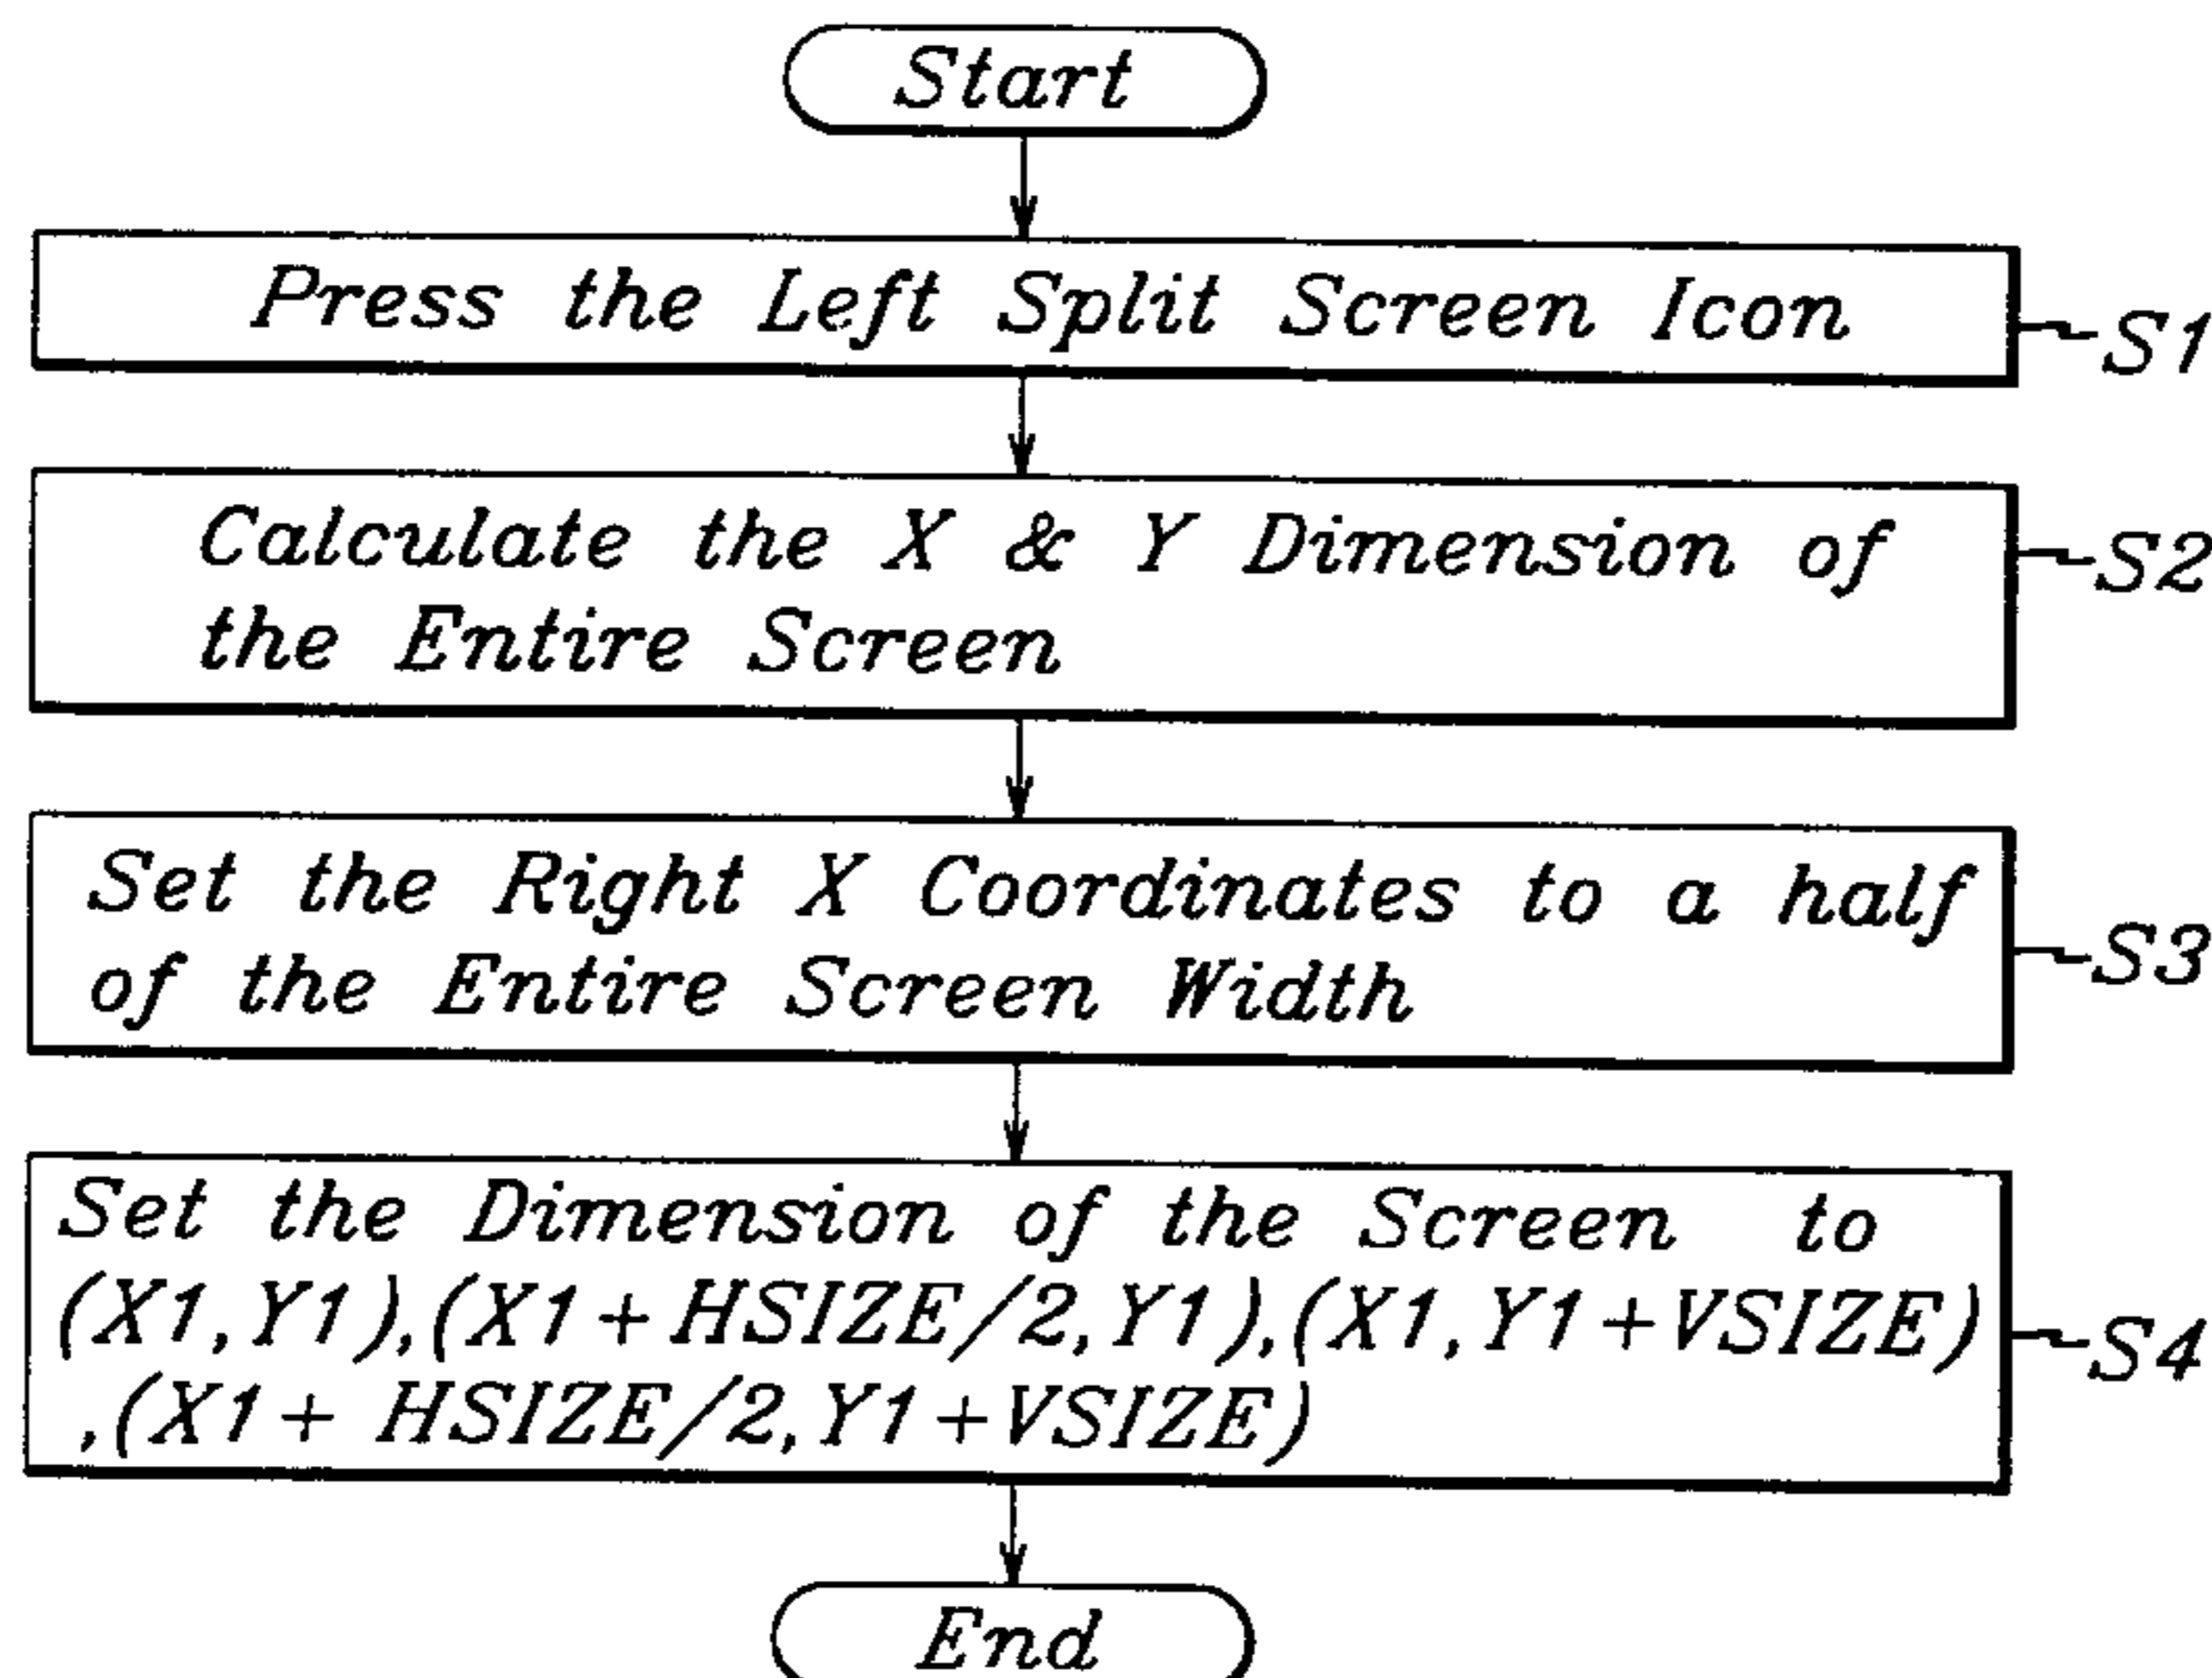 Start
Press the Left Split Screen Icon
S1
Calculate the X & Y Dimension of
the Entire Screen
S2
Set the Right X Coordinates to a half
of the Entire Screen Width
S3
Set the Dimension of the Screen to
(X1,Y1),(X1+HSIZE/2,Y1),(X1,Y1+VSIZE)
,(X1+ HSIZE/2,Y1+VSIZE)
S4
End